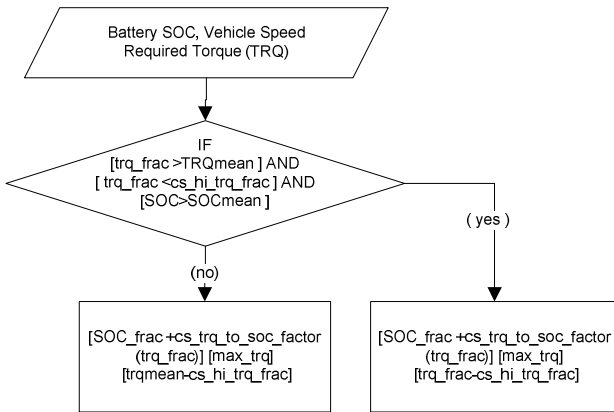 Battery SOC, Vehicle Speed
Required Torque (TRQ)
IF
[trq_frac >TRQmean ] AND
[ trq_frac <cs_hi_trq_frac ] AND
[SOC>SOCmean ]
( yes )
(no)
[SOC_frac +cs_trq_to_soc_factor
(trq_frac)] [max_trq]
[trqmean-cs_hi_trq_frac]
[SOC_frac +cs_trq_to_soc_factor
(trq_frac)] [max_trq]
[trq_frac-cs_hi_trq_frac]